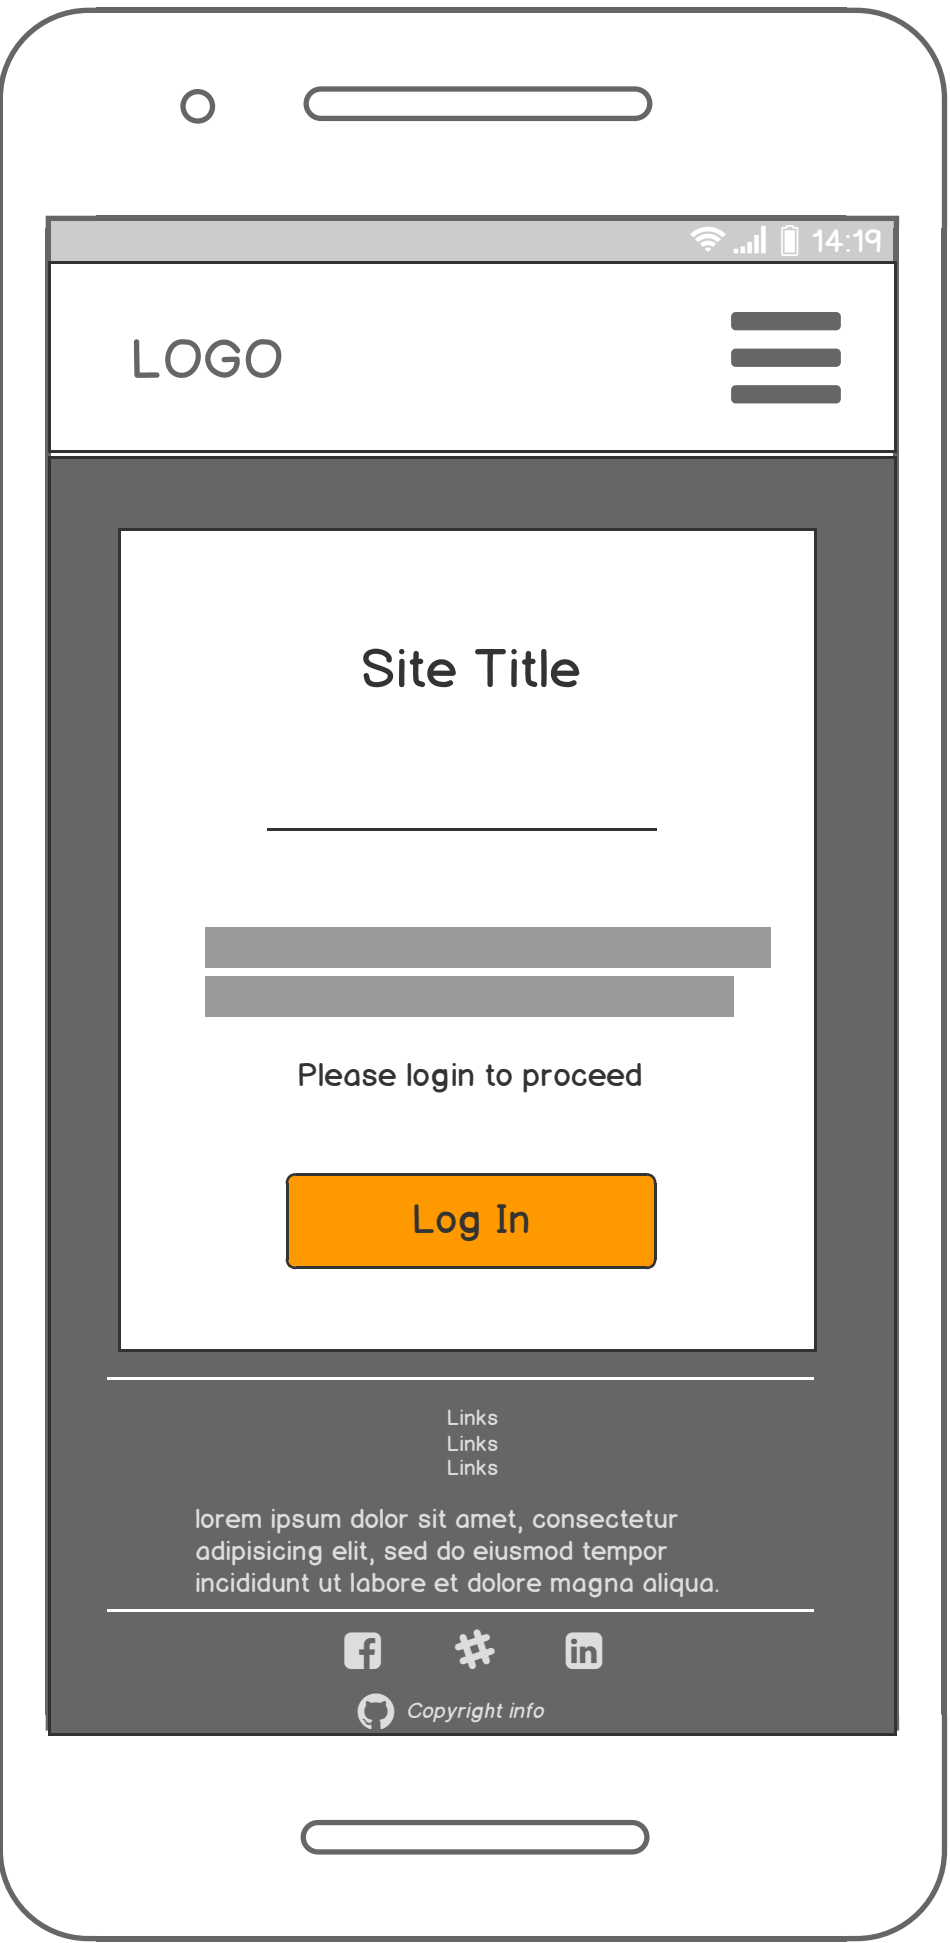 14:19
LOGO
Site Title
Please login to proceed
Log In
Links
Links
Links
lorem ipsum dolor sit amet, consectetur
adipisicing elit, sed do eiusmod tempor
incididunt ut labore et dolore magna aliqua.
Copyright info